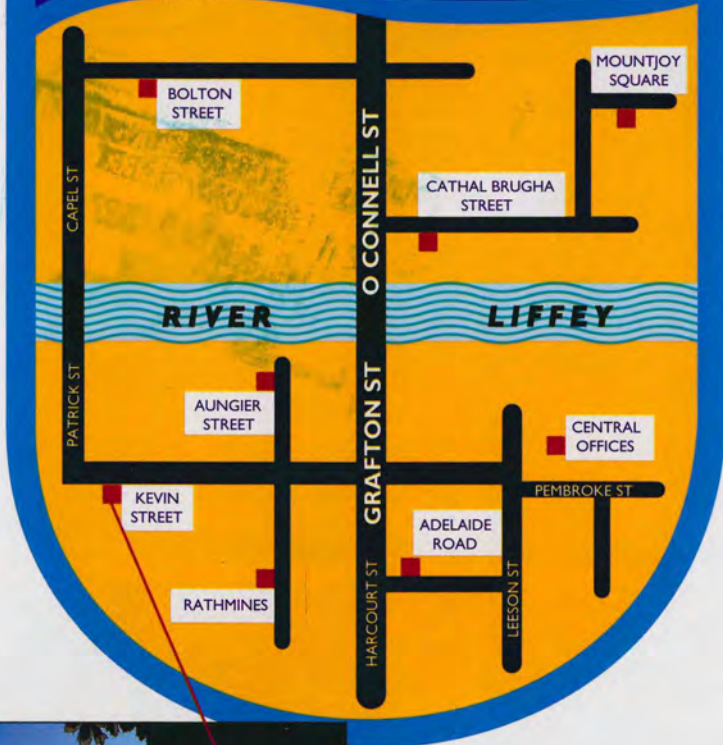 MOUNTJOY
SQUARE
BOLTON
STREET
CAPEL ST
O CONNELL ST
CATHAL BRUGHA
STREET
RIVER LIFFEY
PATRICK ST
AUNGIER
STREET
GRAFTON ST
CENTRAL
OFFICES
KEVIN
STREET
PEMBROKE ST
ADELAIDE
ROAD
RATHMINES
HARCOURT ST
LEESON ST